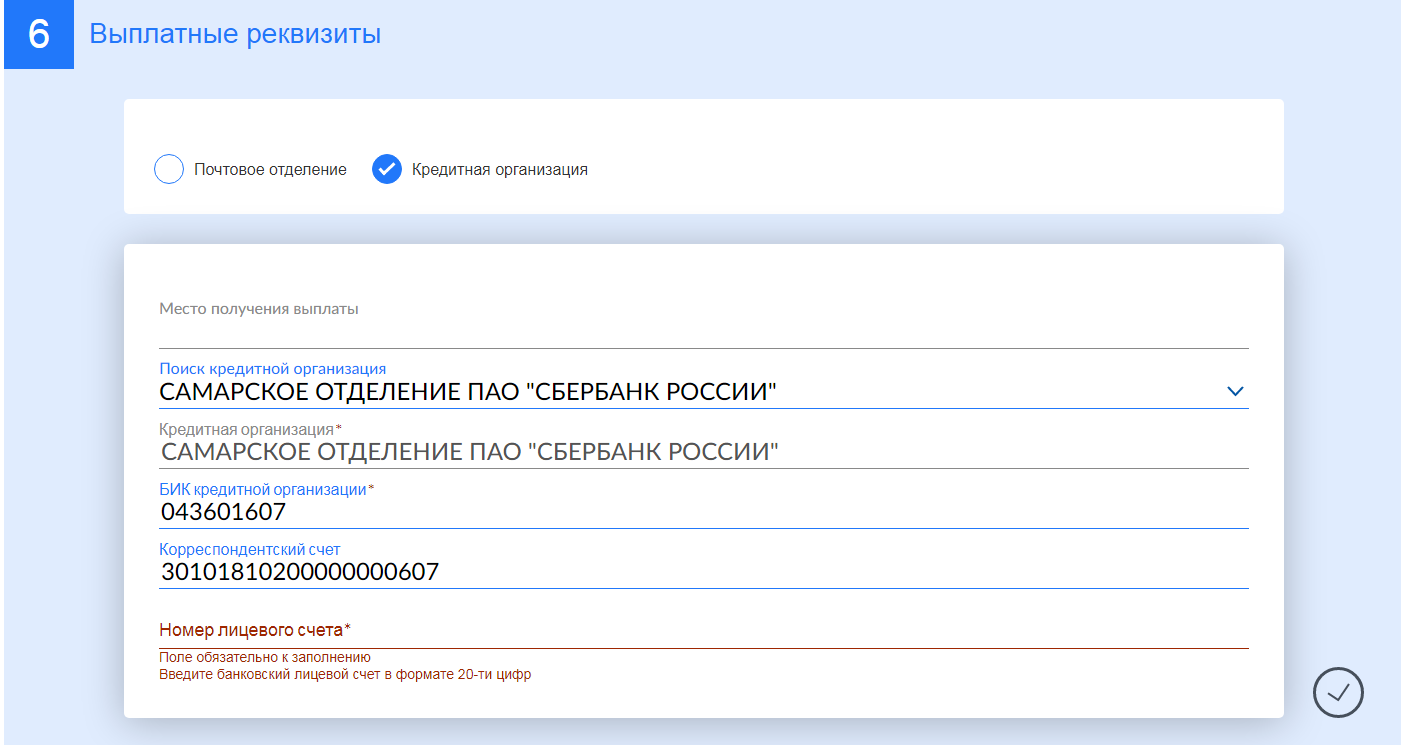 6
Выплатные реквизиты
Почтовое отделение
Кредитная организация
Место получения выплаты
Поиск кредитной организация
САМАРСКОЕ ОТДЕЛЕНИЕ ПАО "СБЕРБАНК РОССИИ"
Кредитная организация*
САМАРСКОЕ ОТДЕЛЕНИЕ ПАО "СБЕРБАНК РОССИИ"
БИК кредитной организации*
043601607
Корреспондентский счет
30101810200000000607
Номер лицевого счета*
Поле обязательно к заполнению
Введите банковский лицевой счет в формате 20-ти цифр